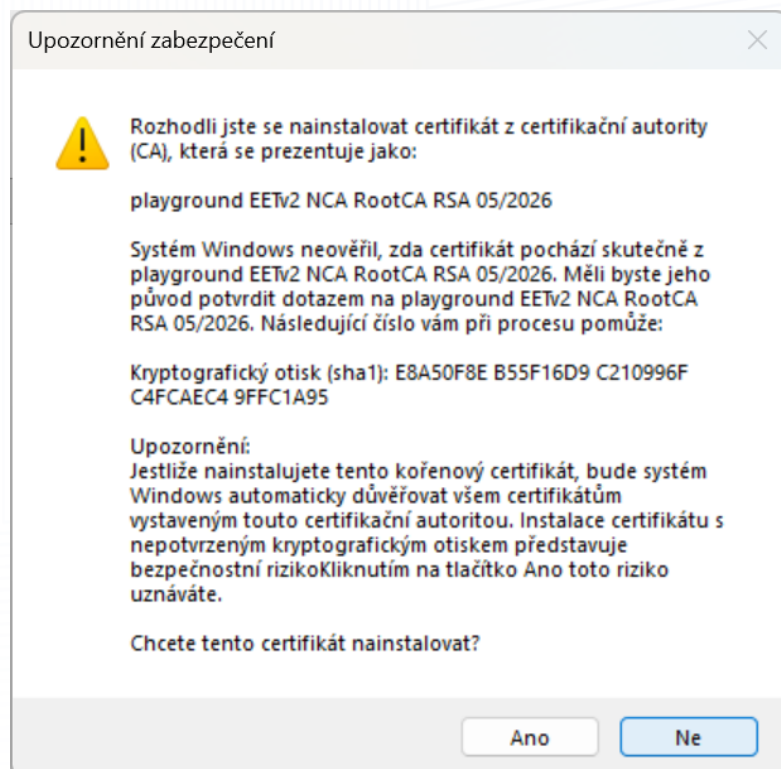 Upozornění zabezpečení
Rozhodli jste se nainstalovat certifikát z certifikační autority
(CA), která se prezentuje jako:
playground EETv2 NCA RootCA RSA 05/2026
Systém Windows neověřil, zda certifikát pochází skutečně z
playground EETv2 NCA RootCA RSA 05/2026. Měli byste jeho
původ potvrdit dotazem na playground EETv2 NCA RootCA
RSA 05/2026. Následující číslo vám při procesu pomůže:
Kryptografický otisk (sha1): E8A50F8E B55F16D9 C210996F
C4FCAEC4 9FFC1A95
Upozornění:
Jestliže nainstalujete tento kořenový certifikát, bude systém
Windows automaticky důvěřovat všem certifikátům
vystaveným touto certifikační autoritou. Instalace certifikátu s
nepotvrzeným kryptografickým otiskem představuje
bezpečnostní rizikoKliknutím na tlačítko Ano toto riziko
uznáváte.
Chcete tento certifikát nainstalovat?
Ano
Ne